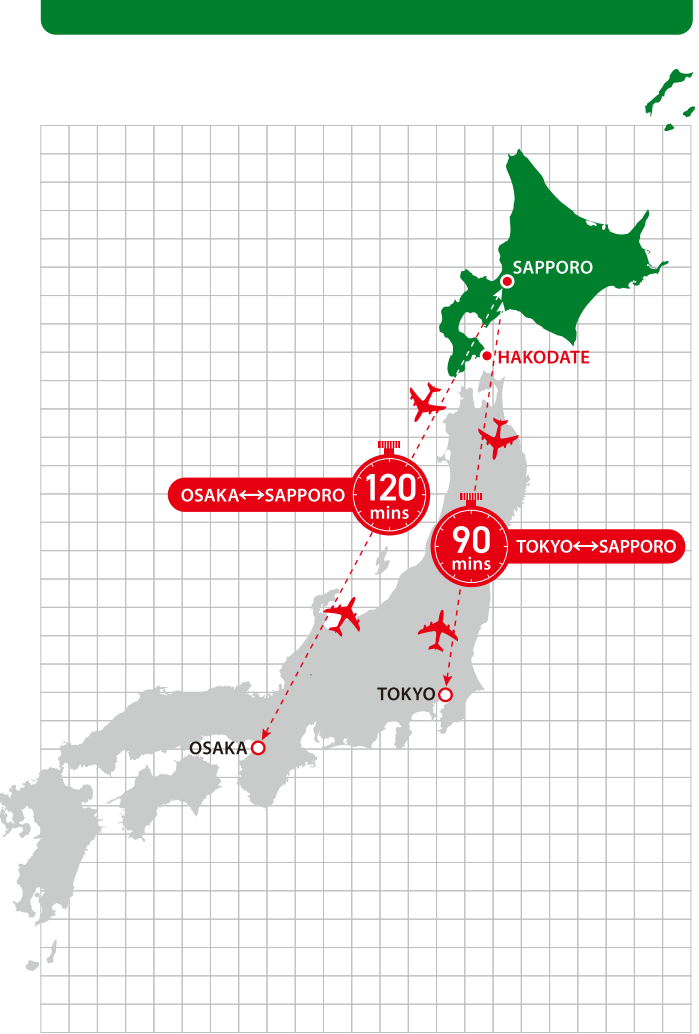 SAPPORO
HAKODATE
120
mins
OSAKA↔SAPPORO
90
mins
TOKYO↔SAPPORO
TOKYO
OSAKA